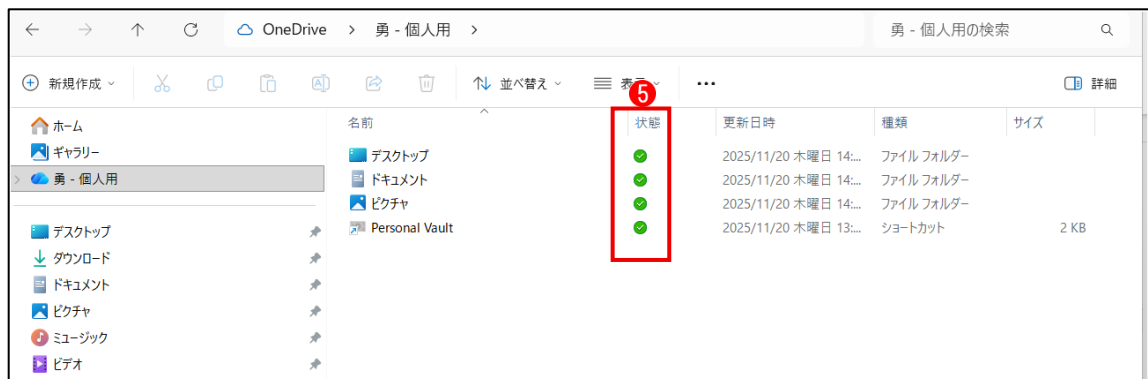 OneDrive > 勇 - 個人用 > 勇 - 個人用の検索
新規作成 並べ替え 表示 ... 詳細
5
名前 状態 更新日時 種類 サイズ
ホーム
ギャラリー
勇 - 個人用
デスクトップ
ダウンロード
ドキュメント
ピクチャ
ミュージック
ビデオ
デスクトップ 2025/11/20 木曜日 14:... ファイル フォルダー
ドキュメント 2025/11/20 木曜日 14:... ファイル フォルダー
ピクチャ 2025/11/20 木曜日 14:... ファイル フォルダー
Personal Vault 2025/11/20 木曜日 13:... ショートカット 2 KB